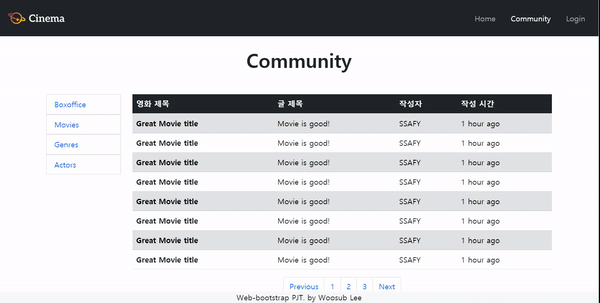 Cinema
Home Community Login
Community
Boxoffice
Movies
Genres
Actors
영화 제목 글 제목 작성자 작성 시간
Great Movie title Movie is good! SSAFY 1 hour ago
Great Movie title Movie is good! SSAFY 1 hour ago
Great Movie title Movie is good! SSAFY 1 hour ago
Great Movie title Movie is good! SSAFY 1 hour ago
Great Movie title Movie is good! SSAFY 1 hour ago
Great Movie title Movie is good! SSAFY 1 hour ago
Great Movie title Movie is good! SSAFY 1 hour ago
Great Movie title Movie is good! SSAFY 1 hour ago
Previous 1 2 3 Next
Web-bootstrap PJT. by Woosub Lee